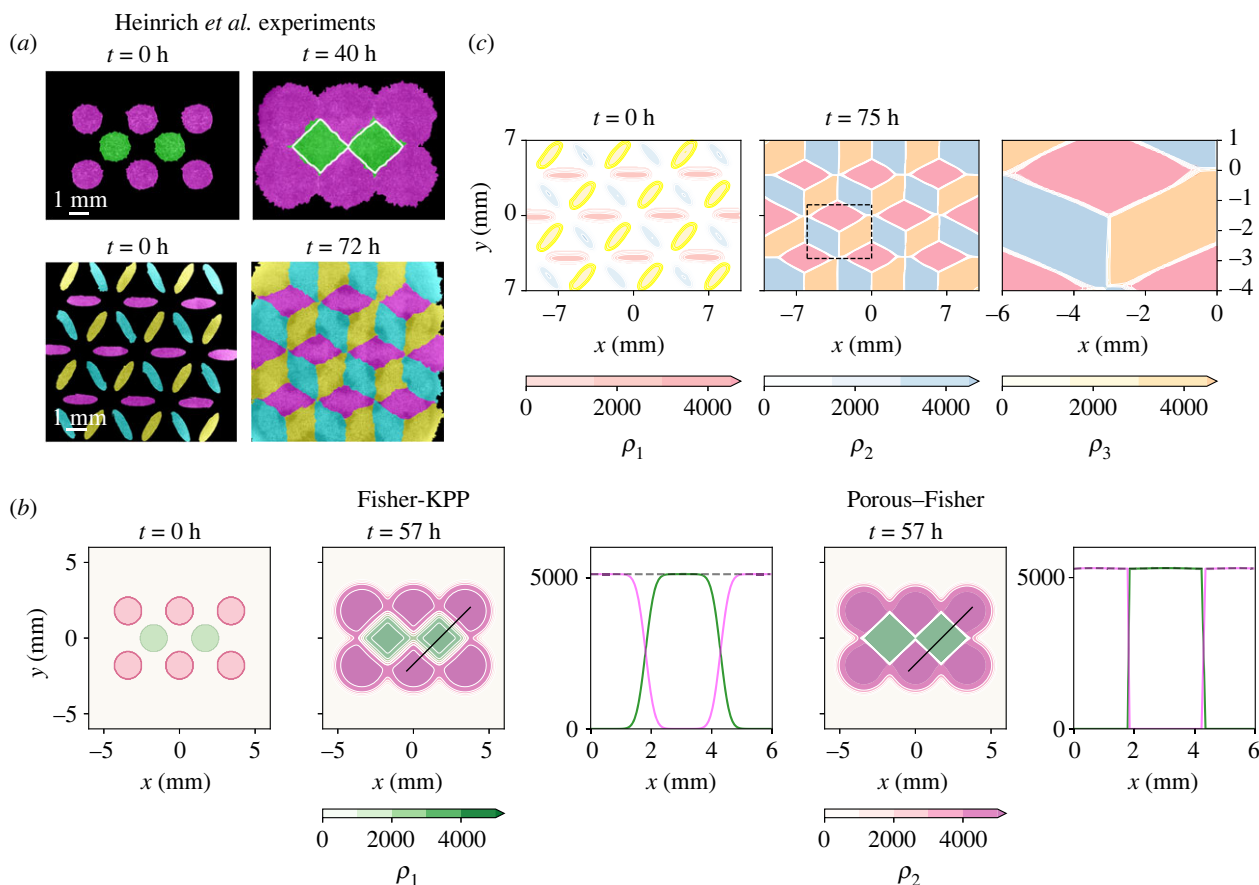 Heinrich et al. experiments
(a)
t = 0 h
t = 40 h
1 mm
t = 0 h
t = 72 h
1 mm
(c)
t = 0 h
t = 75 h
7
0
7
y (mm)
−7
0
7
x (mm)
−7
0
7
x (mm)
1
0
−1
−2
−3
−4
−6
−4
−2
0
x (mm)
0
2000
4000
ρ1
0
2000
4000
ρ2
0
2000
4000
ρ3
(b)
Fisher-KPP
Porous–Fisher
t = 0 h
t = 57 h
t = 57 h
5
0
−5
y (mm)
−5
0
5
x (mm)
−5
0
5
x (mm)
5000
0
0
2
4
6
x (mm)
−5
0
5
x (mm)
5000
0
0
2
4
6
x (mm)
0
2000
4000
ρ1
0
2000
4000
ρ2